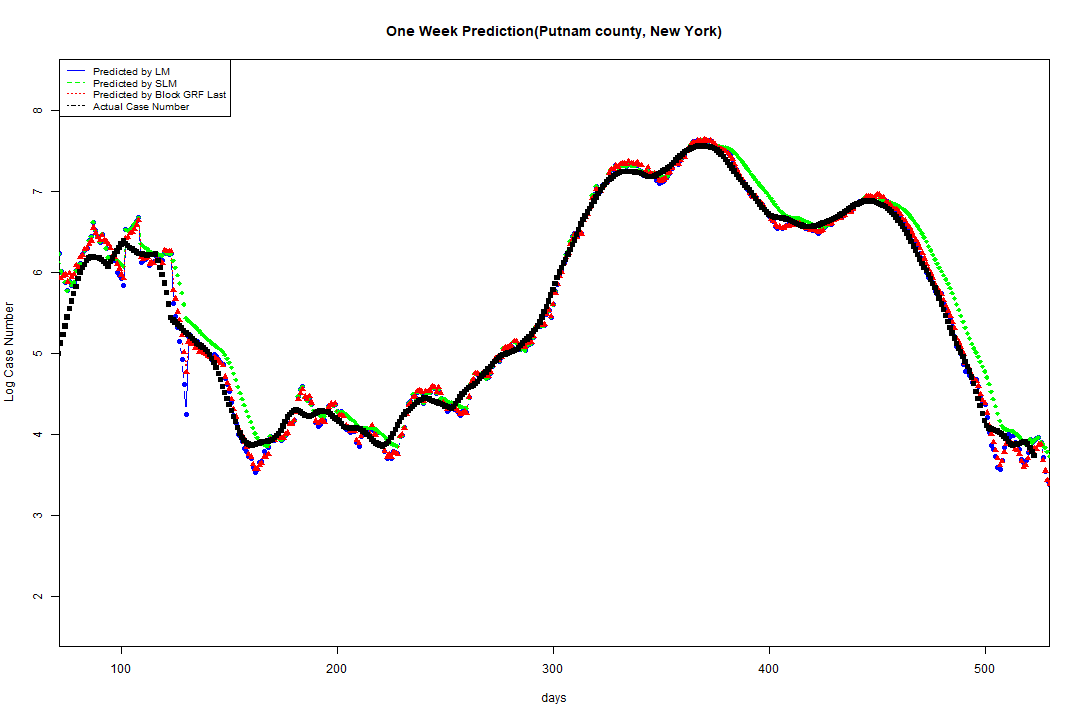 One Week Prediction(Putnam county, New York)
Predicted by LM
Predicted by SLM
Predicted by Block GRF Last
Actual Case Number
8
7
6
5
4
3
2
Log Case Number
100 200 300 400 500
days